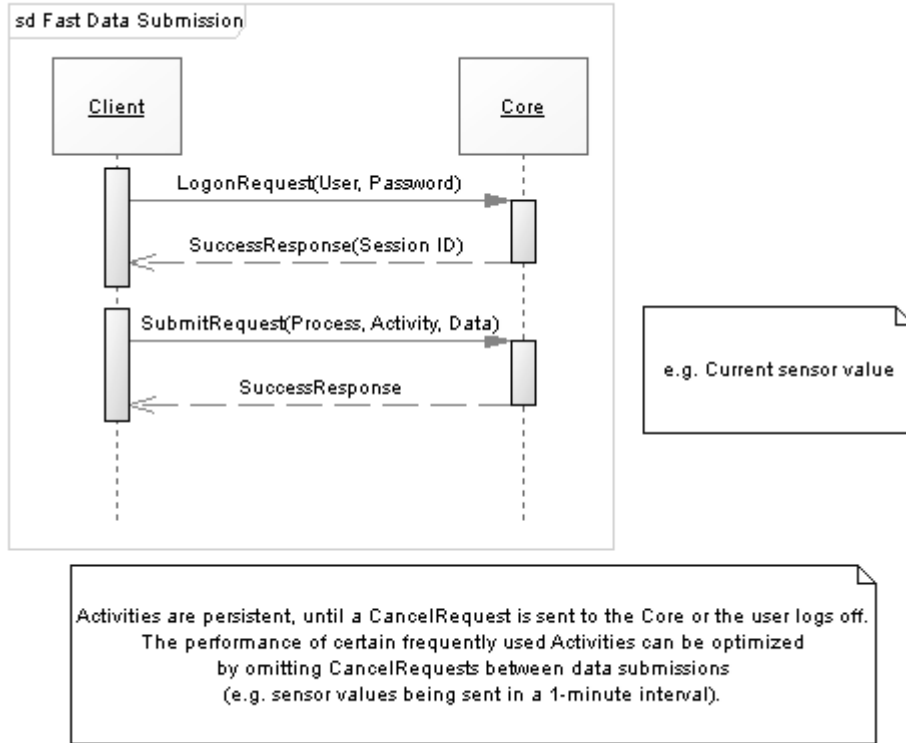 sd Fast Data Submission
Client
Core
LogonRequest(User, Password)
SuccessResponse(Session ID)
SubmitRequest(Process, Activity, Data)
e.g. Current sensor value
SuccessResponse
Activities are persistent, until a CancelRequest is sent to the Core or the user logs off.
The performance of certain frequently used Activities can be optimized
by omitting CancelRequests between data submissions
(e.g. sensor values being sent in a 1-minute interval).